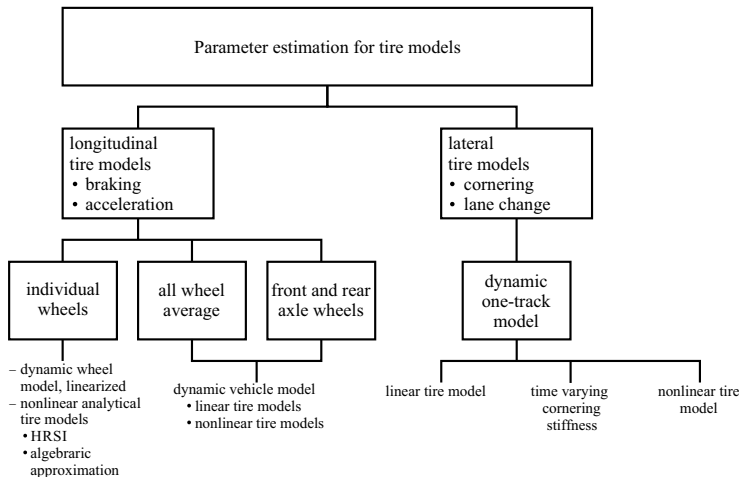 Parameter estimation for tire models
longitudinal
tire models
• braking
• acceleration
lateral
tire models
• cornering
• lane change
individual
wheels
all wheel
average
front and rear
axle wheels
dynamic
one-track
model
– dynamic wheel
model, linearized
– nonlinear analytical
tire models
• HRSI
• algebraric
approximation
dynamic vehicle model
• linear tire models
• nonlinear tire models
linear tire model
time varying
cornering
stiffness
nonlinear tire
model